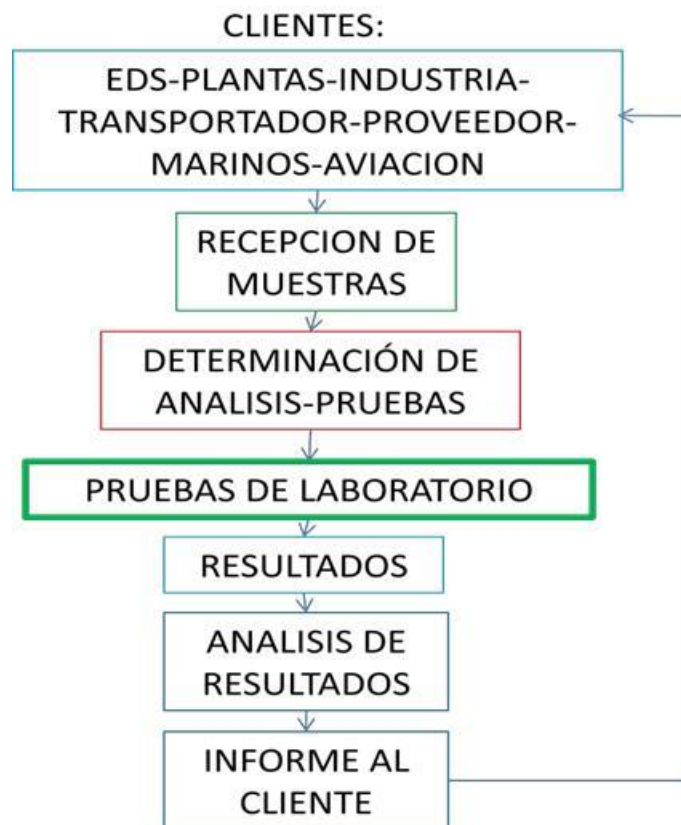 CLIENTES:
EDS-PLANTAS-INDUSTRIA-
TRANSPORTADOR-PROVEEDOR-
MARINOS-AVIACION
RECEPCION DE
MUESTRAS
DETERMINACIÓN DE
ANALISIS-PRUEBAS
PRUEBAS DE LABORATORIO
RESULTADOS
ANALISIS DE
RESULTADOS
INFORME AL
CLIENTE